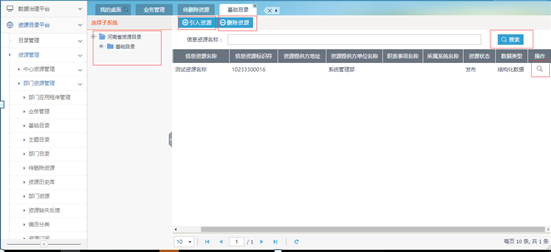 数据治理平台
资源目录平台
目录管理
资源管理
中心资源管理
部门资源管理
部门应用程序管理
业务管理
基础目录
主题目录
部门目录
待删除资源
资源历史库
部门资源
资源缺失反馈
编目分类
我的桌面
业务管理
待删除资源
基础目录
选择子系统
河南省资源目录
基础目录
引入资源
删除资源
信息资源名称：
搜索
信息资源名称 信息资源标识符 资源提供方地址 资源提供方单位名称 职责事项名称 所属系统名称 资源状态 数据类型 操作
测试资源名称 10233300016 系统管理部 发布 结构化数据
10 1 / 1
每页 10 条, 共 1 条